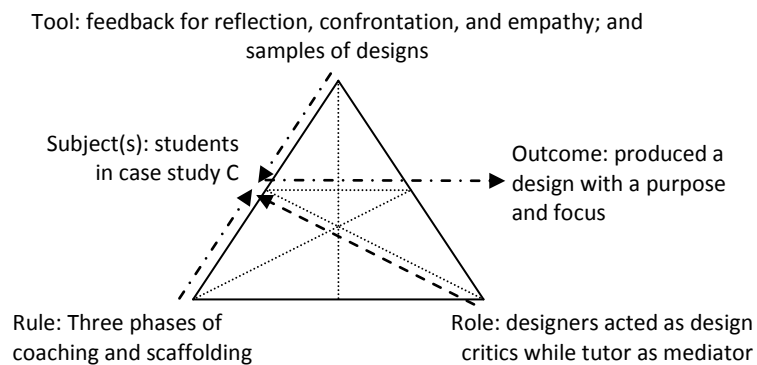 Tool: feedback for reflection, confrontation, and empathy; and
samples of designs
Subject(s): students
in case study C
Outcome: produced a
design with a purpose
and focus
Rule: Three phases of
coaching and scaffolding
Role: designers acted as design
critics while tutor as mediator